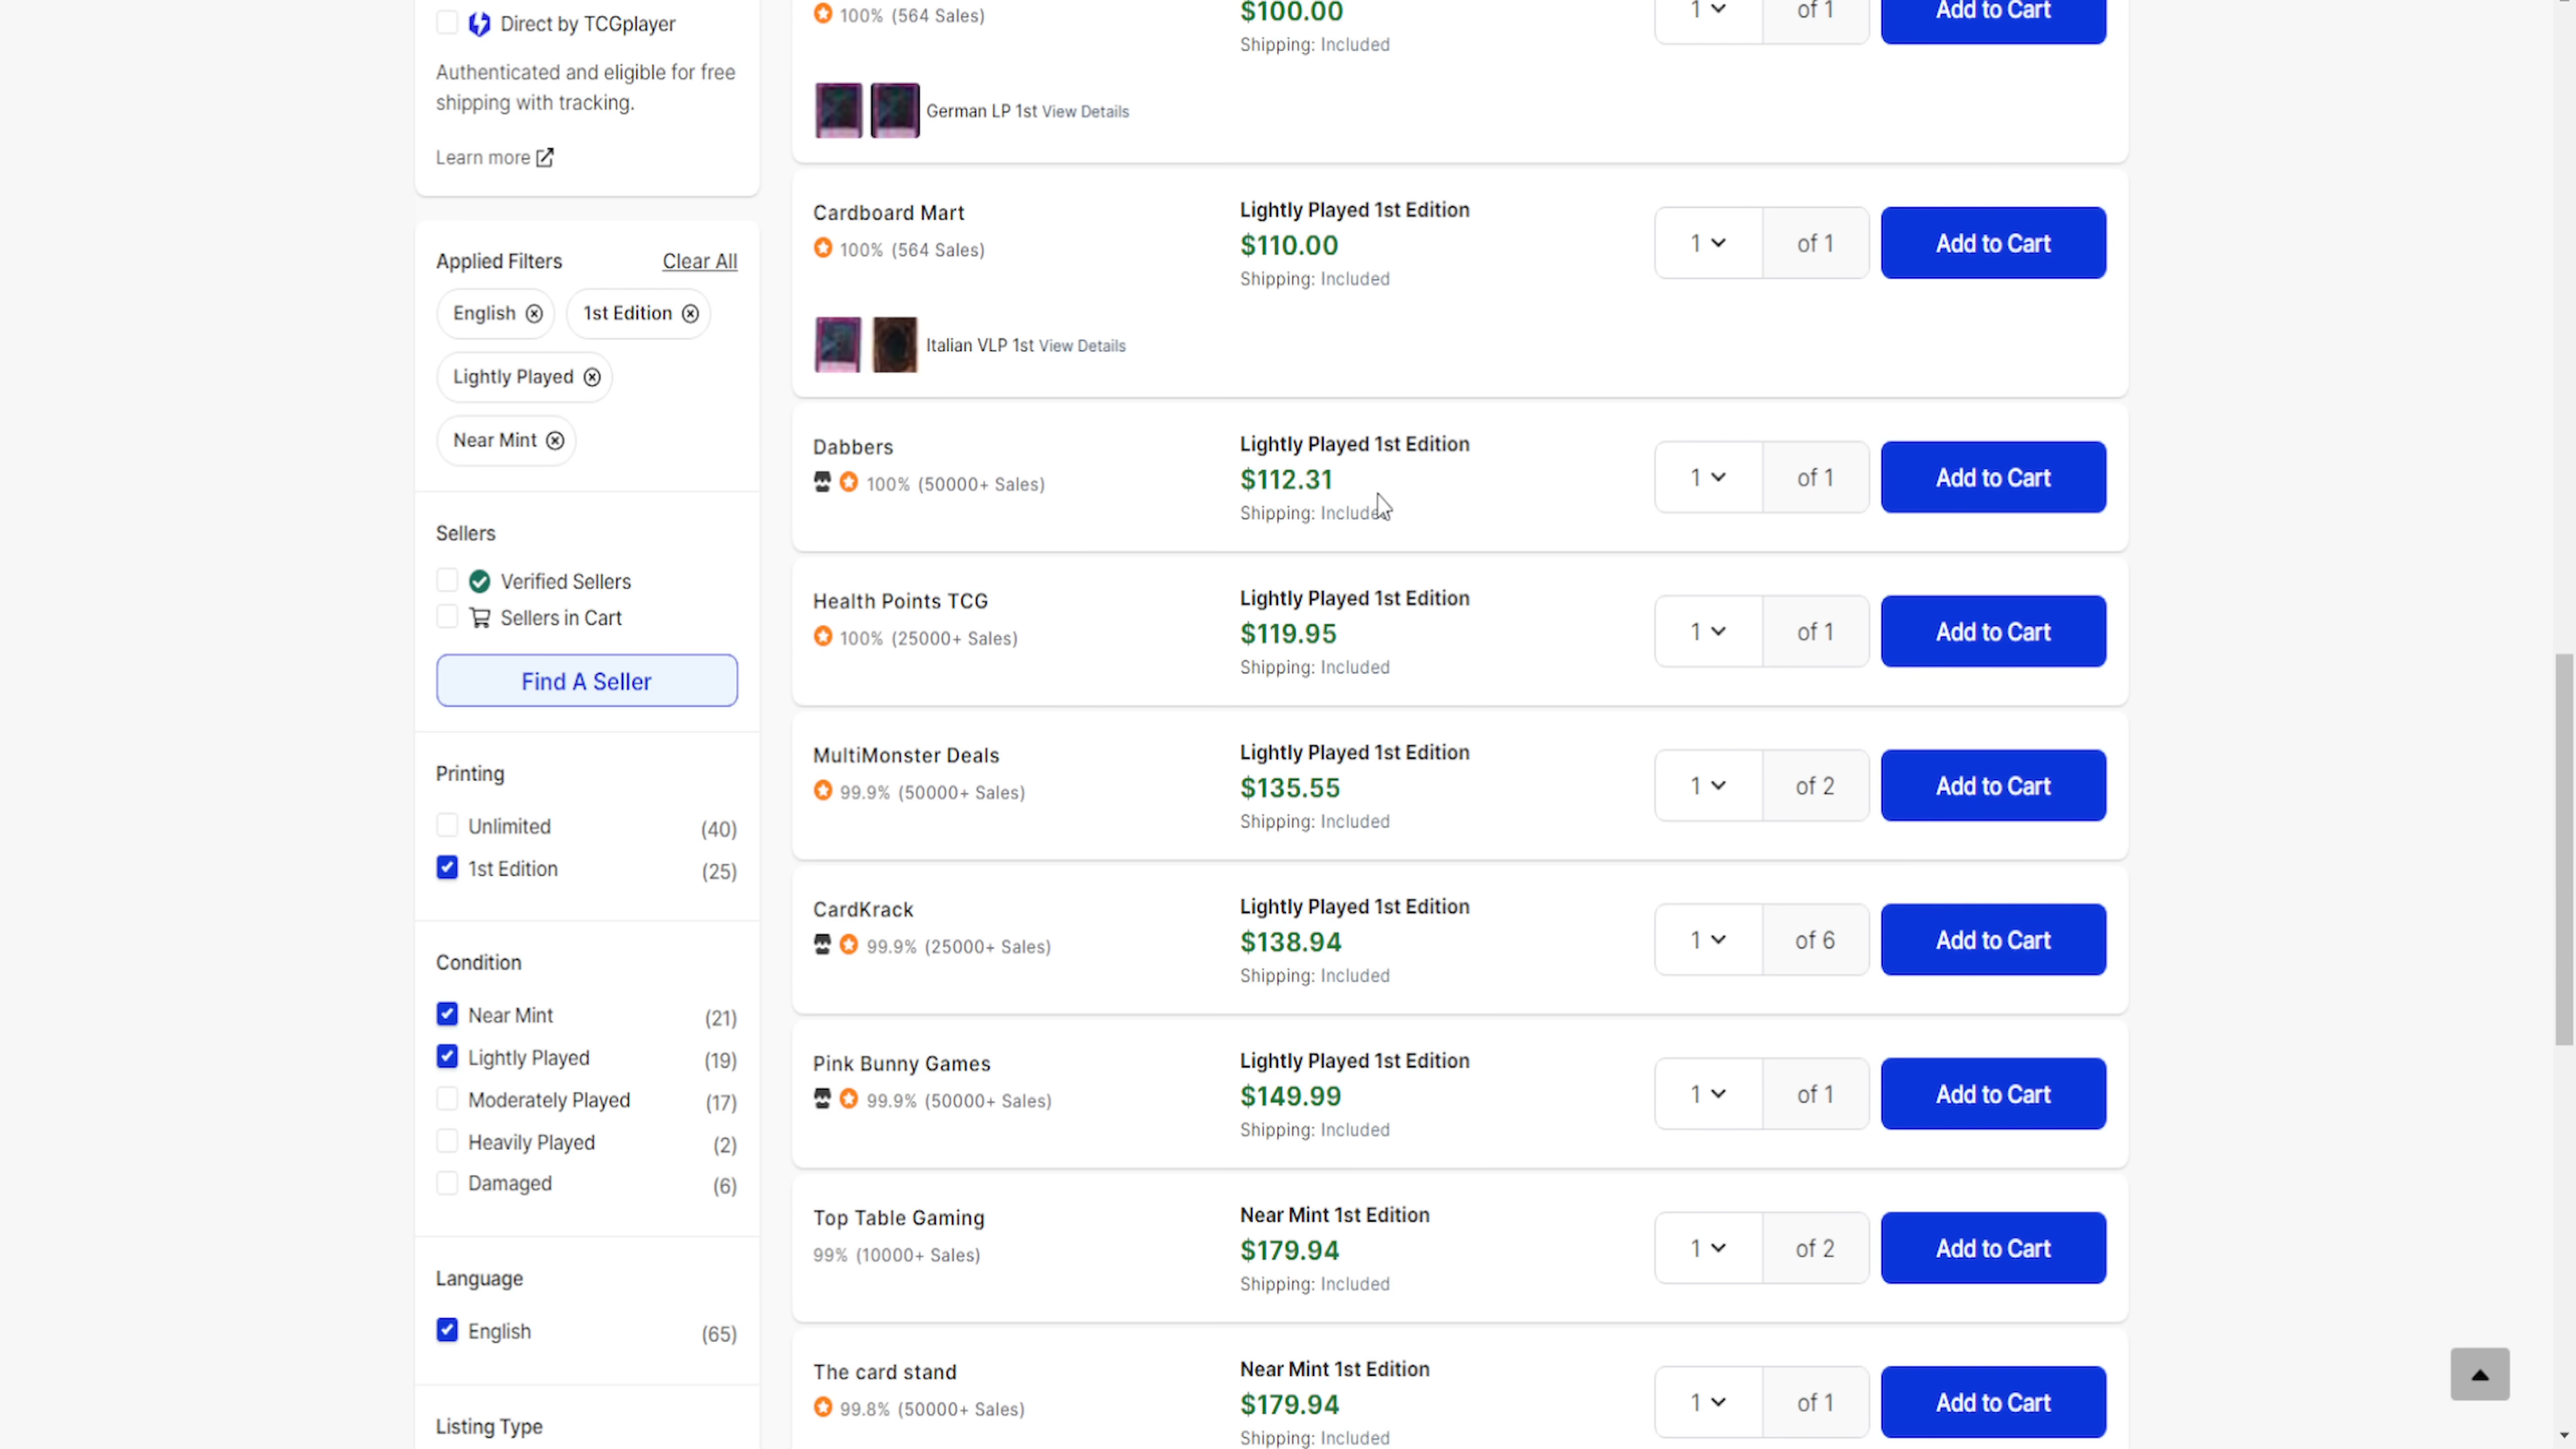 Direct by TCGplayer
Authenticated and eligible for free
shipping with tracking.
Learn more
Applied Filters
Clear All
English
1st Edition
Lightly Played
Near Mint
Sellers
Verified Sellers
Sellers in Cart
Find A Seller
Printing
Unlimited (40)
1st Edition (25)
Condition
Near Mint (21)
Lightly Played (19)
Moderately Played (17)
Heavily Played (2)
Damaged (6)
Language
English (65)
Listing Type
100% (564 Sales)
$100.00
Shipping: Included
1
of 1
Add to Cart
German LP 1st View Details
Cardboard Mart
100% (564 Sales)
Lightly Played 1st Edition
$110.00
Shipping: Included
1
of 1
Add to Cart
Italian VLP 1st View Details
Dabbers
100% (50000+ Sales)
Lightly Played 1st Edition
$112.31
Shipping: Included
1
of 1
Add to Cart
Health Points TCG
100% (25000+ Sales)
Lightly Played 1st Edition
$119.95
Shipping: Included
1
of 1
Add to Cart
MultiMonster Deals
99.9% (50000+ Sales)
Lightly Played 1st Edition
$135.55
Shipping: Included
1
of 2
Add to Cart
CardKrack
99.9% (25000+ Sales)
Lightly Played 1st Edition
$138.94
Shipping: Included
1
of 6
Add to Cart
Pink Bunny Games
99.9% (50000+ Sales)
Lightly Played 1st Edition
$149.99
Shipping: Included
1
of 1
Add to Cart
Top Table Gaming
99% (10000+ Sales)
Near Mint 1st Edition
$179.94
Shipping: Included
1
of 2
Add to Cart
The card stand
99.8% (50000+ Sales)
Near Mint 1st Edition
$179.94
Shipping: Included
1
of 1
Add to Cart